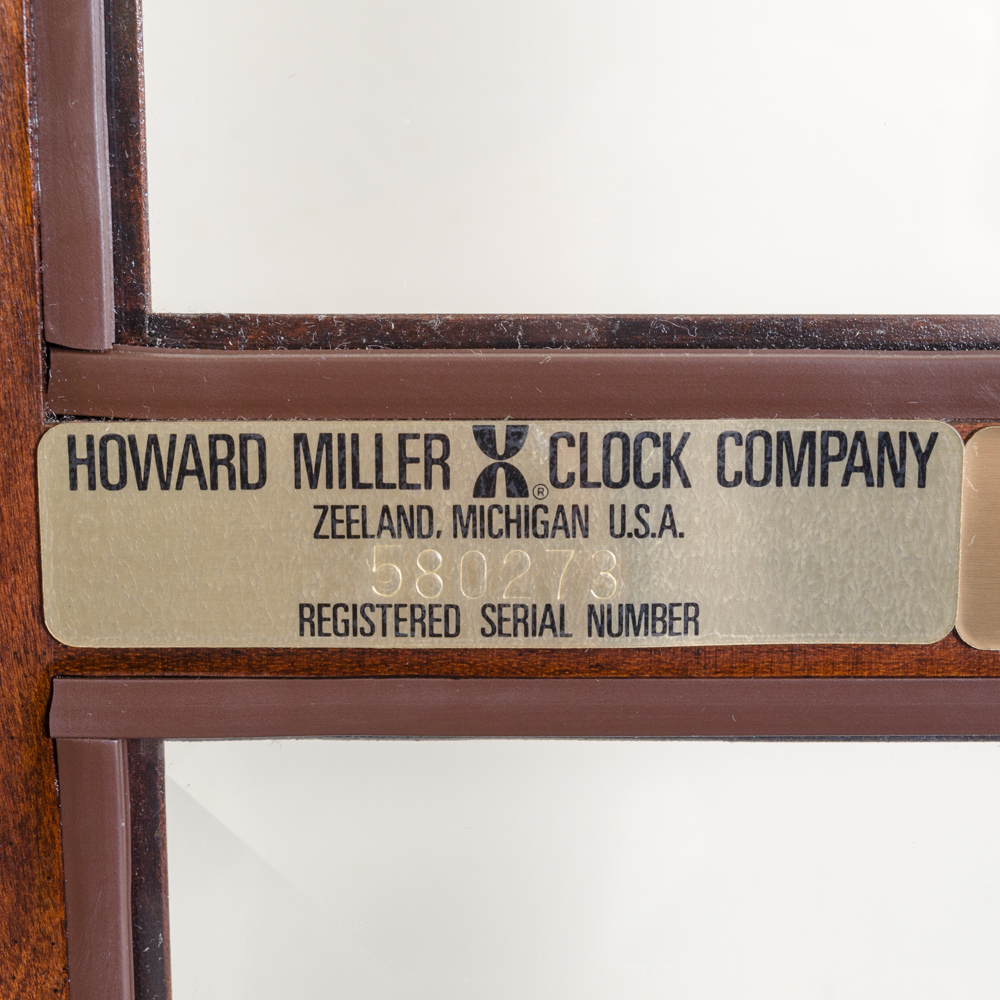 HOWARD MILLER ® CLOCK COMPANY
ZEELAND, MICHIGAN U.S.A.
580273
REGISTERED SERIAL NUMBER